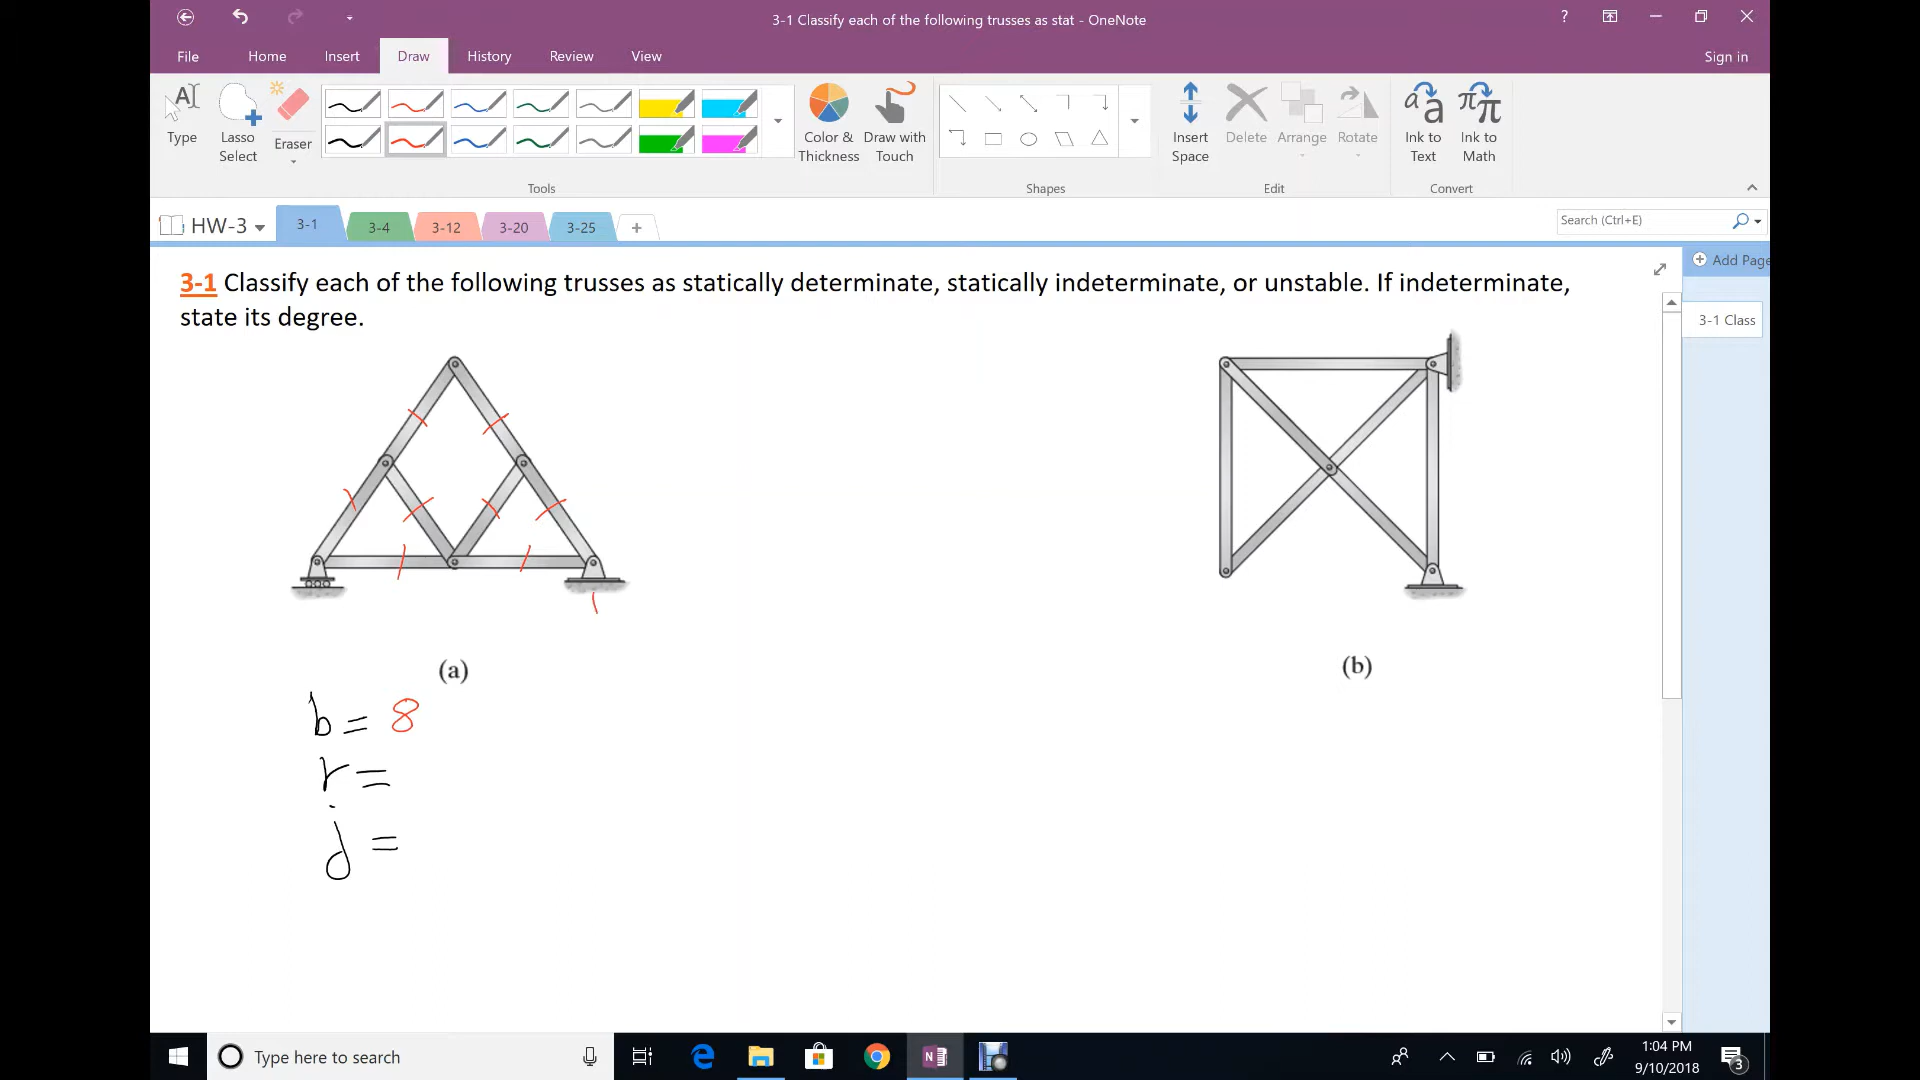 3-1 Classify each of the following trusses as stat - OneNote
?
File
Home
Insert
Draw
History
Review
View
Sign in
Type
Lasso
Select
Eraser
Color &
Thickness
Draw with
Touch
Insert
Space
Delete
Arrange
Rotate
Ink to
Text
Ink to
Math
Tools
Shapes
Edit
Convert
HW-3
3-1
3-4
3-12
3-20
3-25
+
Search (Ctrl+E)
Add Page
3-1 Class
3-1 Classify each of the following trusses as statically determinate, statically indeterminate, or unstable. If indeterminate,
state its degree.
(a)
(b)
b = 8
r =
j =
Type here to search
1:04 PM
9/10/2018
3